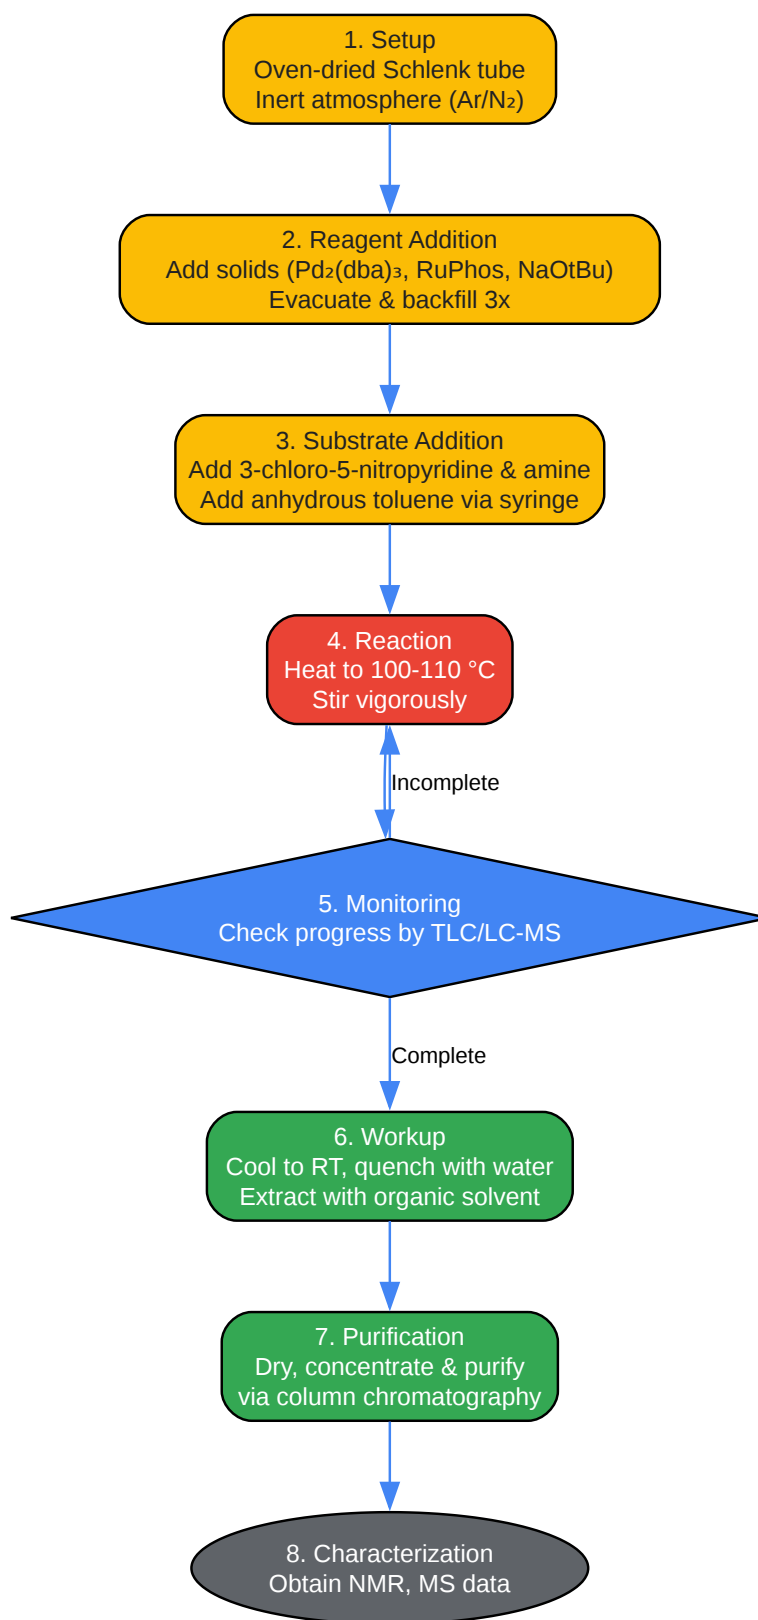 1. Setup
Oven-dried Schlenk tube
Inert atmosphere (Ar/N₂)
2. Reagent Addition
Add solids (Pd₂(dba)₃, RuPhos, NaOtBu)
Evacuate & backfill 3x
3. Substrate Addition
Add 3-chloro-5-nitropyridine & amine
Add anhydrous toluene via syringe
4. Reaction
Heat to 100-110 °C
Stir vigorously
Incomplete
5. Monitoring
Check progress by TLC/LC-MS
Complete
6. Workup
Cool to RT, quench with water
Extract with organic solvent
7. Purification
Dry, concentrate & purify
via column chromatography
8. Characterization
Obtain NMR, MS data